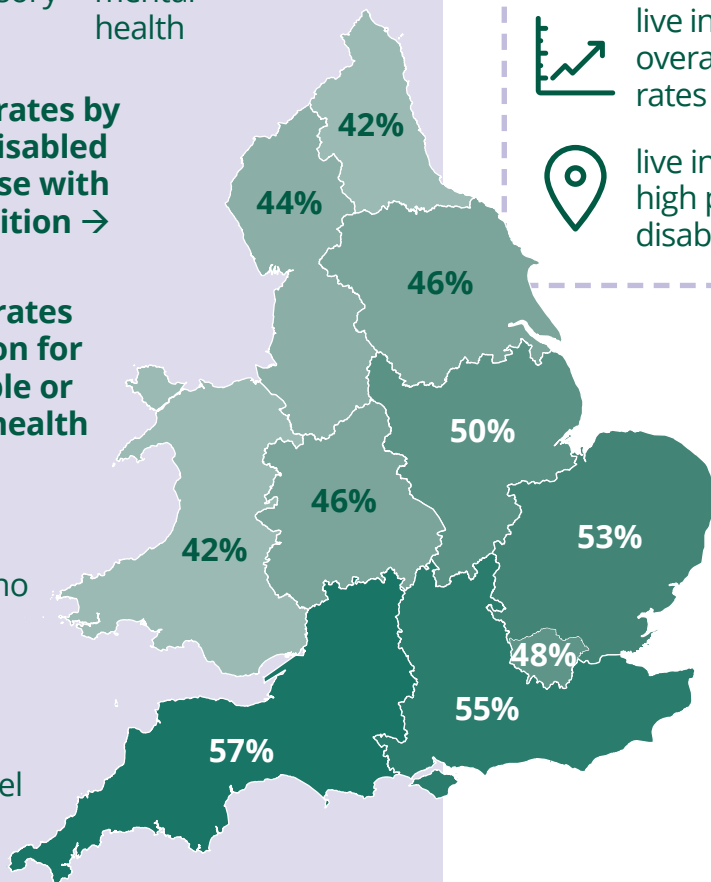 mental
health
rates by
isabled
se with
ition →
rates
on for
ole or
health
no
el
live in
overa
rates
live in
high p
disab
42%
44%
46%
50%
46%
53%
42%
48%
55%
57%